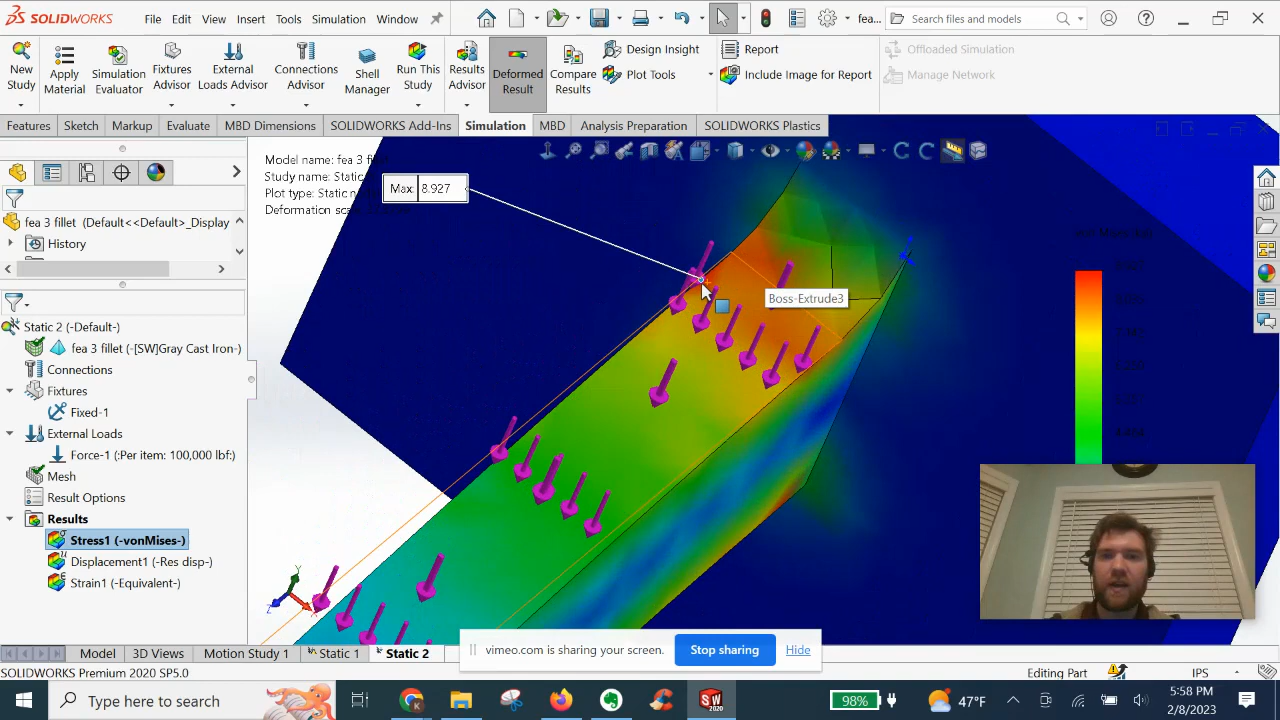 SOLIDWORKS File Edit View Insert Tools Simulation Window fea... Search files and models
New Study Apply Material Simulation Evaluator Fixtures Advisor External Loads Advisor Connections Advisor Shell Manager Run This Study Results Advisor Deformed Result Compare Results Design Insight Plot Tools Report Include Image for Report Offloaded Simulation Manage Network
Features Sketch Markup Evaluate MBD Dimensions SOLIDWORKS Add-Ins Simulation MBD Analysis Preparation SOLIDWORKS Plastics
Model name: fea 3 f
Study name: Static
Plot type: Static n
Deformation sc
Max: 8.927
Boss-Extrude3
fea 3 fillet (Default<<Default>_Display
History
Static 2 (-Default-)
fea 3 fillet (-[SW]Gray Cast Iron-)
Connections
Fixtures
Fixed-1
External Loads
Force-1 (:Per item: 100,000 lbf:)
Mesh
Result Options
Results
Stress1 (-vonMises-)
Displacement1 (-Res disp-)
Strain1 (-Equivalent-)
Y
Z
Model 3D Views Motion Study 1 Static 1 Static 2
vimeo.com is sharing your screen. Stop sharing Hide
SOLIDWORKS Premium 2020 SP5.0 Editing Part IPS
Type here to search SW 2020 98% 47°F 5:58 PM
2/8/2023